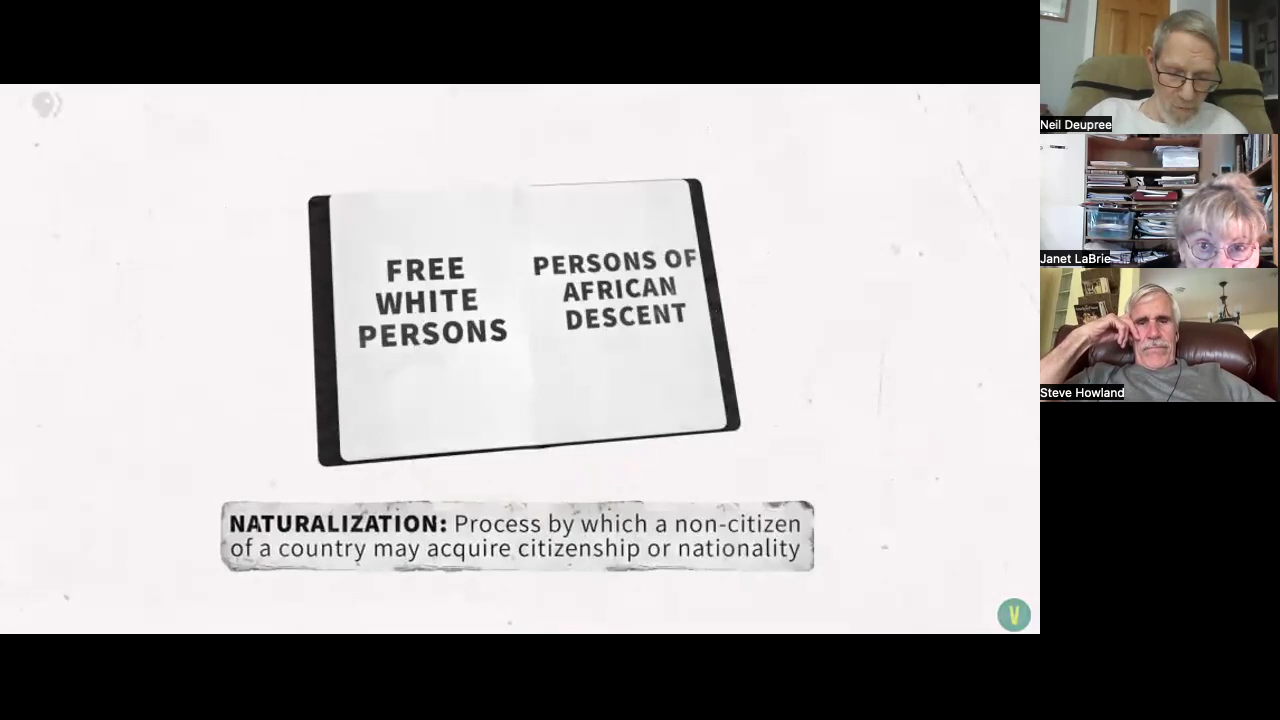 FREE
WHITE
PERSONS
PERSONS OF
AFRICAN
DESCENT
NATURALIZATION: Process by which a non-citizen
of a country may acquire citizenship or nationality
V
Neil Deupree
Janet LaBrie
Steve Howland